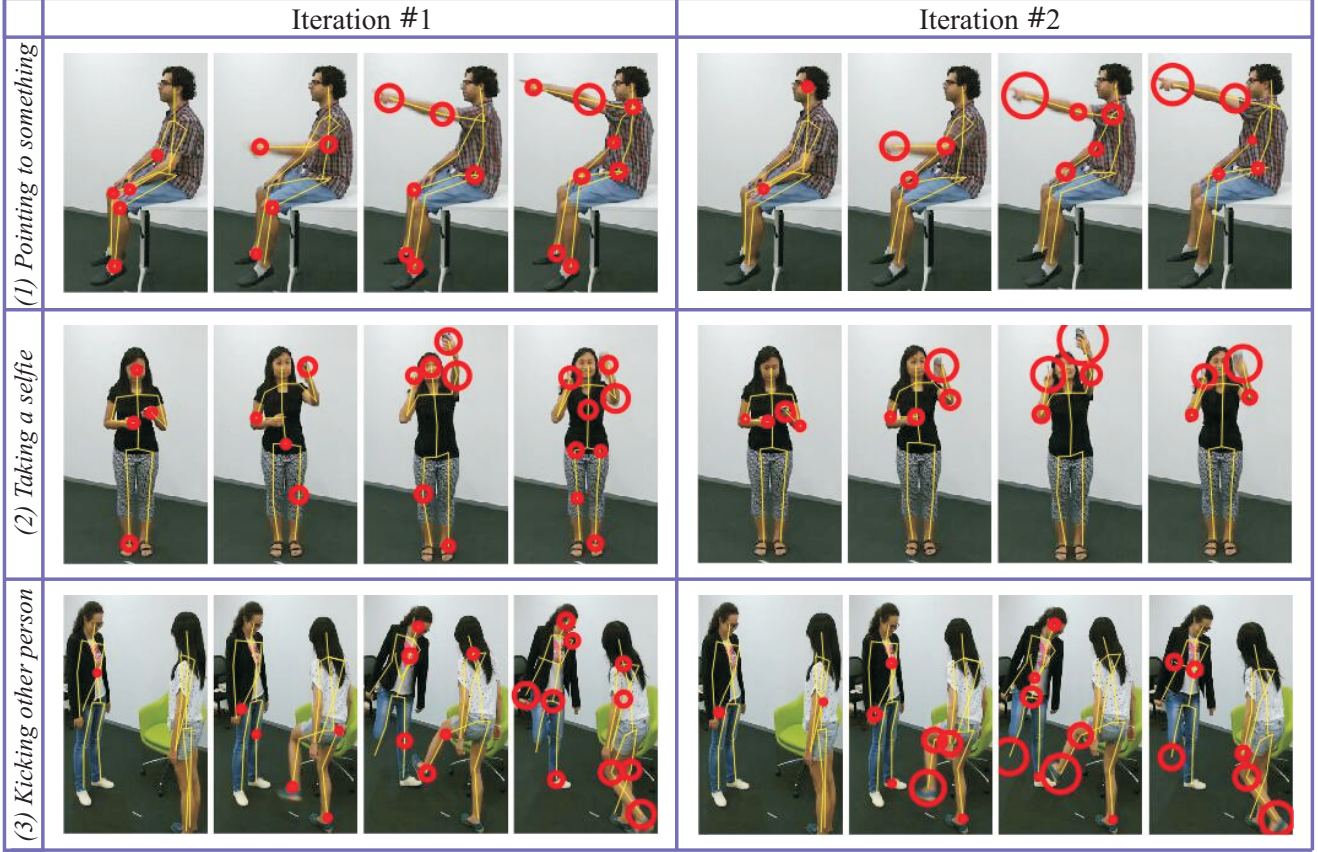 Iteration #1
Iteration #2
(1) Pointing to something
(2) Taking a selfie
(3) Kicking other person